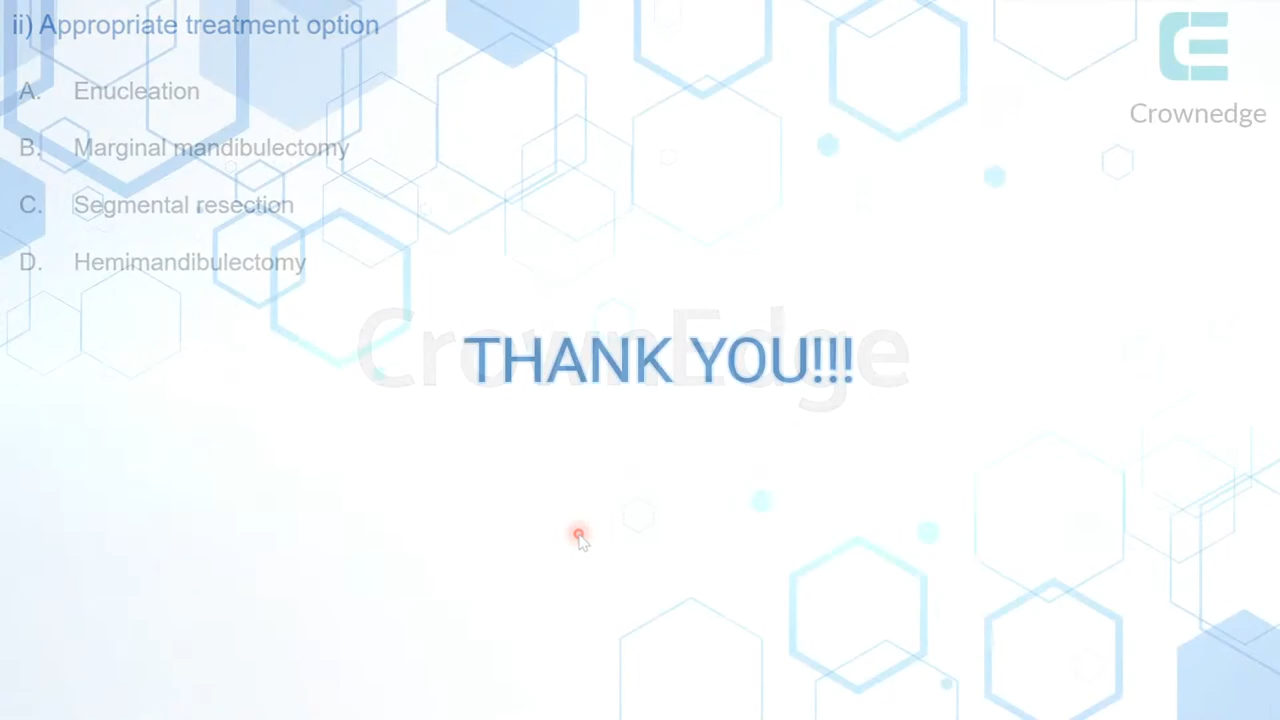 ii) Appropriate treatment option
A. Enucleation
B. Marginal mandibulectomy
C. Segmental resection
D. Hemimandibulectomy
Crownedge
CrownEdge
THANK YOU!!!